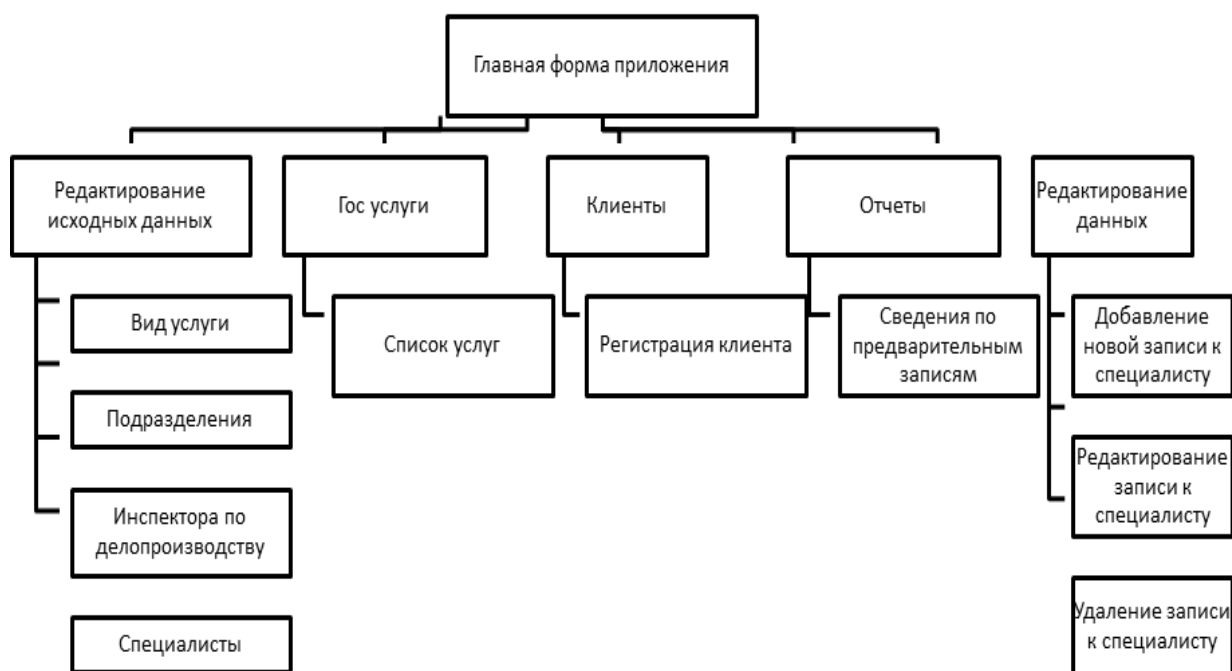 Главная форма приложения
Редактирование
исходных данных
Гос услуги
Клиенты
Отчеты
Редактирование
данных
Вид услуги
Подразделения
Инспектора по
делопроизводству
Специалисты
Список услуг
Регистрация клиента
Сведения по
предварительным
записям
Добавление
новой записи к
специалисту
Редактирование
записи к
специалисту
Удаление записи
к специалисту